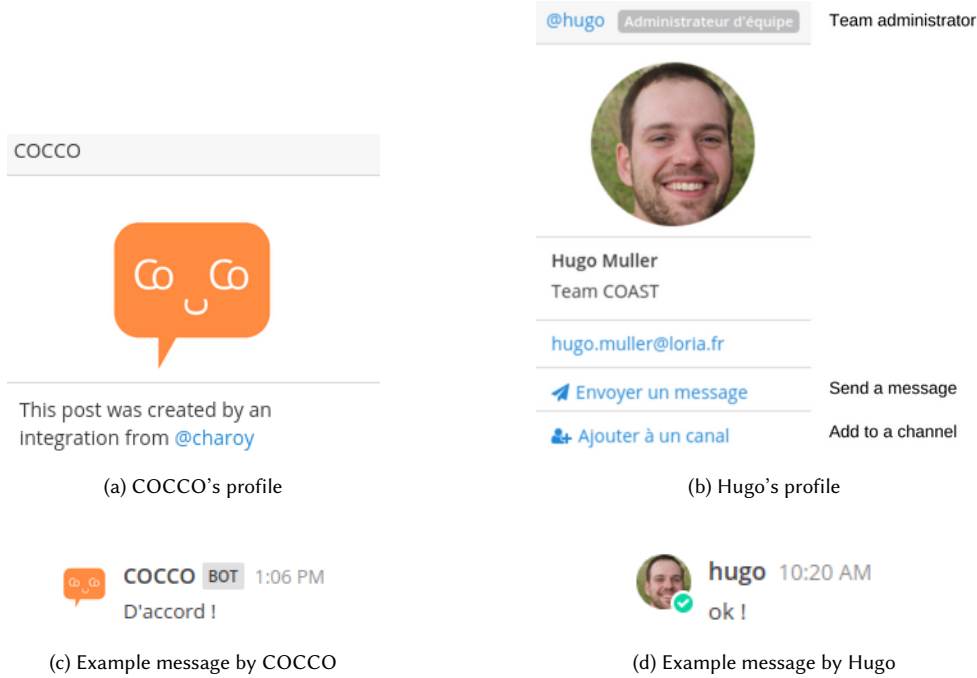 COCCO
Co Co
This post was created by an
integration from @charoy
(a) COCCO's profile
@hugo Administrateur d'équipe Team administrator
Hugo Muller
Team COAST
hugo.muller@loria.fr
Envoyer un message Send a message
Ajouter à un canal Add to a channel
(b) Hugo's profile
COCCO BOT 1:06 PM
D'accord !
(c) Example message by COCCO
hugo 10:20 AM
ok !
(d) Example message by Hugo